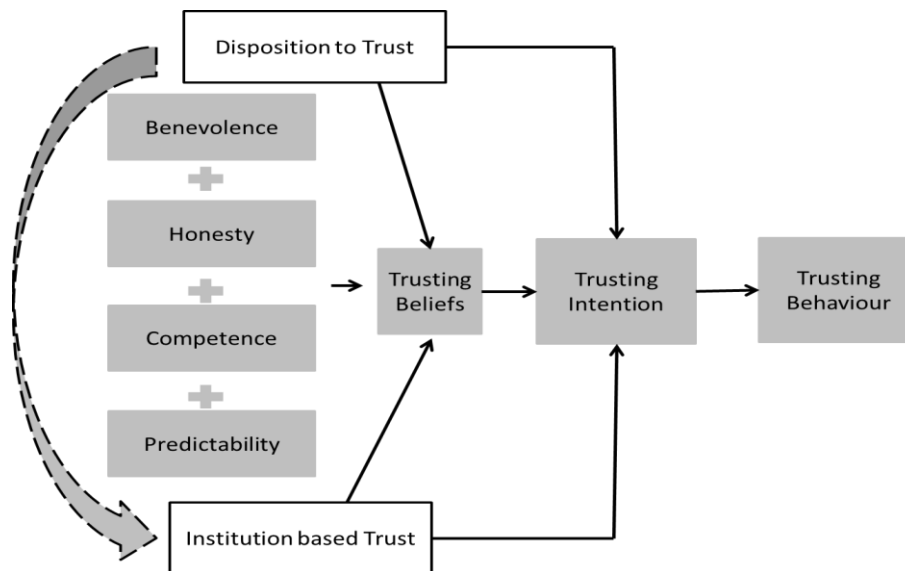 Disposition to Trust
Benevolence
Honesty
Competence
Predictability
Institution based Trust
Trusting
Beliefs
Trusting
Intention
Trusting
Behaviour